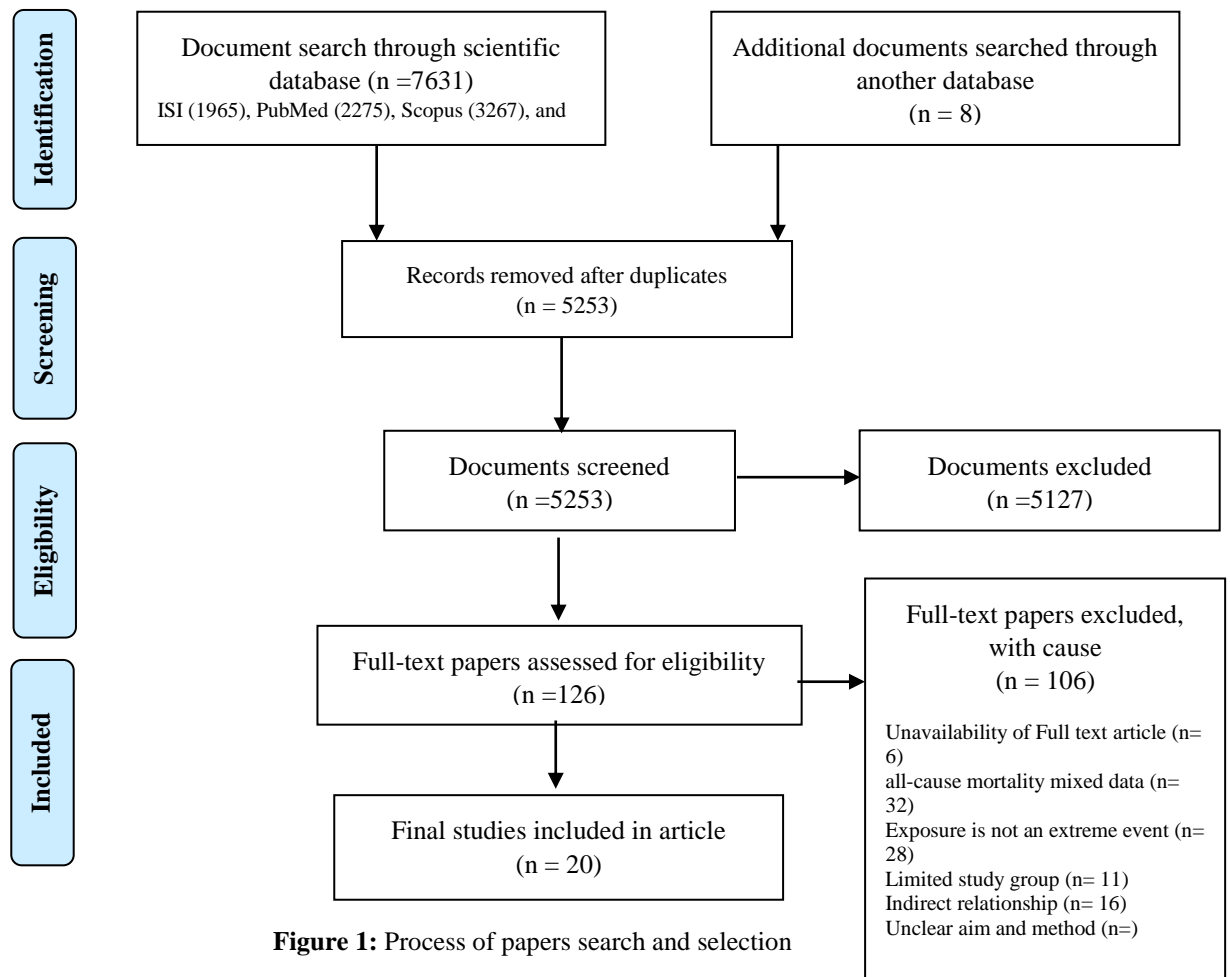 Identification
Document search through scientific
database (n =7631)
ISI (1965), PubMed (2275), Scopus (3267), and
Additional documents searched through
another database
(n = 8)
Screening
Records removed after duplicates
(n = 5253)
Eligibility
Documents screened
(n =5253)
Documents excluded
(n =5127)
Full-text papers assessed for eligibility
(n =126)
Full-text papers excluded,
with cause
(n = 106)
Unavailability of Full text article (n=
6)
all-cause mortality mixed data (n=
32)
Exposure is not an extreme event (n=
28)
Limited study group (n= 11)
Indirect relationship (n= 16)
Unclear aim and method (n=)
Included
Final studies included in article
(n = 20)
Figure 1: Process of papers search and selection